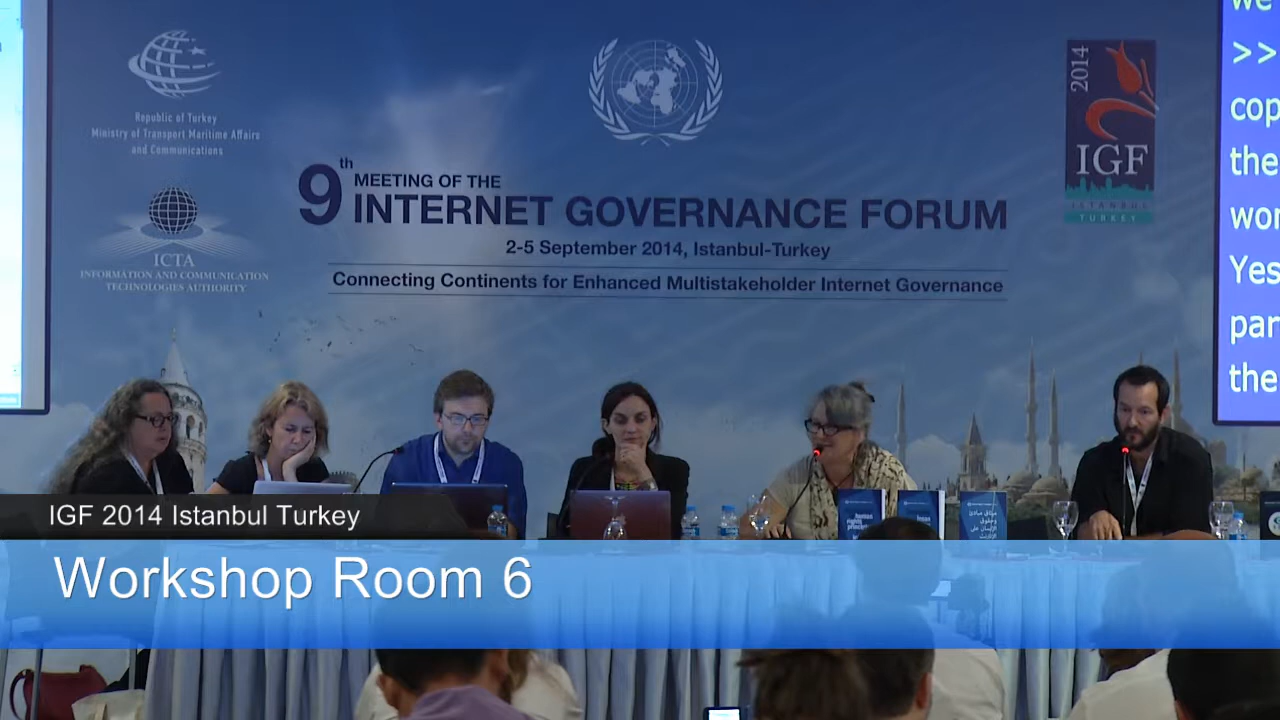 we
>>
cop
the
wor
Yes
par
the
Republic of Turkey
Ministry of Transport Maritime Affairs
and Communications
ICTA
INFORMATION AND COMMUNICATION
TECHNOLOGIES AUTHORITY
9th MEETING OF THE
INTERNET GOVERNANCE FORUM
2-5 September 2014, Istanbul-Turkey
Connecting Continents for Enhanced Multistakeholder Internet Governance
2014
IGF
ISTANBUL
TURKEY
human
rights
IGF 2014 Istanbul Turkey
Workshop Room 6